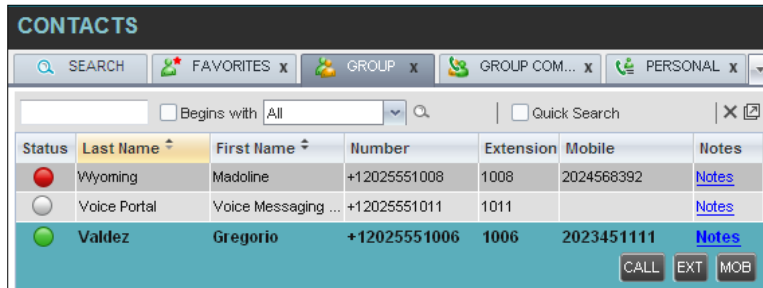 CONTACTS
SEARCH FAVORITES x GROUP x GROUP COM... x PERSONAL x
Begins with All Quick Search
Status Last Name First Name Number Extension Mobile Notes
Wyoming Madoline +12025551008 1008 2024568392 Notes
Voice Portal Voice Messaging ... +12025551011 1011 Notes
Valdez Gregorio +12025551006 1006 2023451111 Notes
CALL EXT MOB